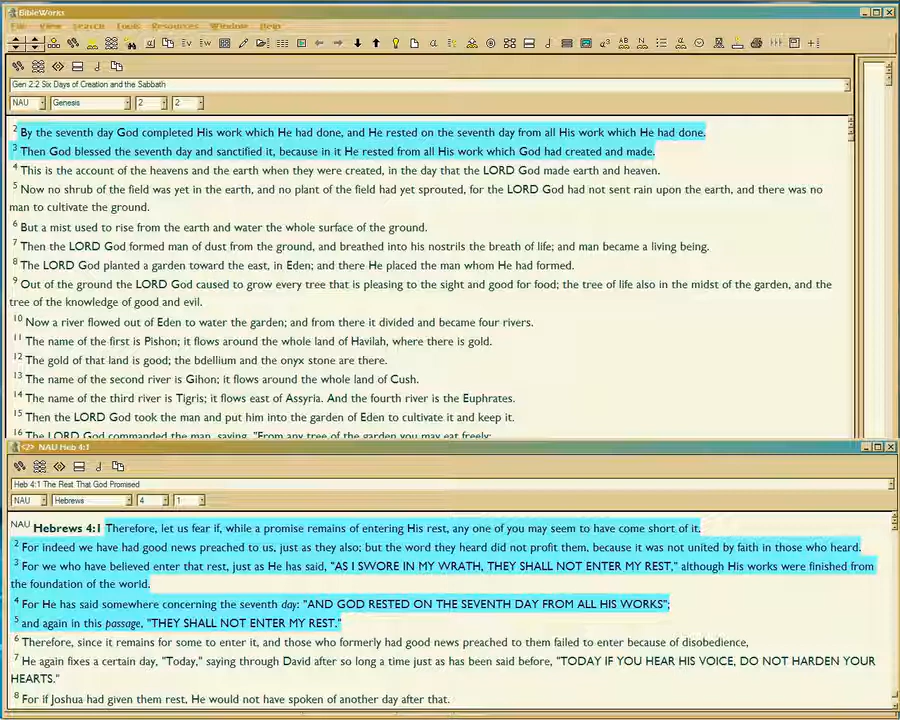 BibleWorks
File View Search Tools Resources Window Help
Gen 2:2 Six Days of Creation and the Sabbath
NAU Genesis 2 2
2 By the seventh day God completed His work which He had done, and He rested on the seventh day from all His work which He had done.
3 Then God blessed the seventh day and sanctified it, because in it He rested from all His work which God had created and made.
4 This is the account of the heavens and the earth when they were created, in the day that the LORD God made earth and heaven.
5 Now no shrub of the field was yet in the earth, and no plant of the field had yet sprouted, for the LORD God had not sent rain upon the earth, and there was no
man to cultivate the ground.
6 But a mist used to rise from the earth and water the whole surface of the ground.
7 Then the LORD God formed man of dust from the ground, and breathed into his nostrils the breath of life; and man became a living being.
8 The LORD God planted a garden toward the east, in Eden; and there He placed the man whom He had formed.
9 Out of the ground the LORD God caused to grow every tree that is pleasing to the sight and good for food; the tree of life also in the midst of the garden, and the
tree of the knowledge of good and evil.
10 Now a river flowed out of Eden to water the garden; and from there it divided and became four rivers.
11 The name of the first is Pishon; it flows around the whole land of Havilah, where there is gold.
12 The gold of that land is good; the bdellium and the onyx stone are there.
13 The name of the second river is Gihon; it flows around the whole land of Cush.
14 The name of the third river is Tigris; it flows east of Assyria. And the fourth river is the Euphrates.
15 Then the LORD God took the man and put him into the garden of Eden to cultivate it and keep it.
16 The LORD God commanded the man, saying, "From any tree of the garden you may eat freely;
<2> NAU Heb 4:1
Heb 4:1 The Rest That God Promised
NAU Hebrews 4 1
NAU Hebrews 4:1 Therefore, let us fear if, while a promise remains of entering His rest, any one of you may seem to have come short of it.
2 For indeed we have had good news preached to us, just as they also; but the word they heard did not profit them, because it was not united by faith in those who heard.
3 For we who have believed enter that rest, just as He has said, "AS I SWORE IN MY WRATH, THEY SHALL NOT ENTER MY REST," although His works were finished from
the foundation of the world.
4 For He has said somewhere concerning the seventh day: "AND GOD RESTED ON THE SEVENTH DAY FROM ALL HIS WORKS";
5 and again in this passage, "THEY SHALL NOT ENTER MY REST."
6 Therefore, since it remains for some to enter it, and those who formerly had good news preached to them failed to enter because of disobedience,
7 He again fixes a certain day, "Today," saying through David after so long a time just as has been said before, "TODAY IF YOU HEAR HIS VOICE, DO NOT HARDEN YOUR
HEARTS."
8 For if Joshua had given them rest, He would not have spoken of another day after that.